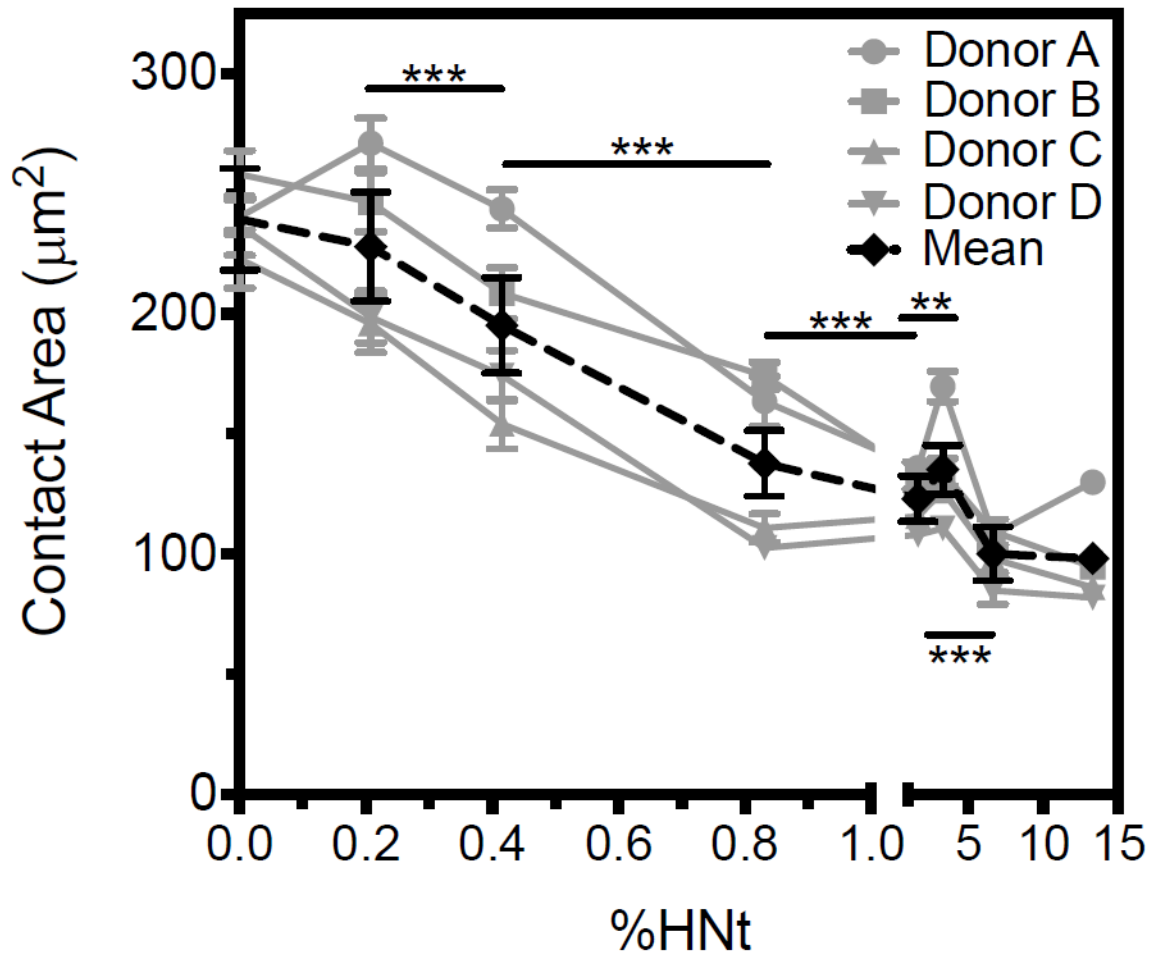 Donor A
Donor B
Donor C
Donor D
Mean
***
***
***
**
***
300
200
100
0
Contact Area (μm²)
0.0 0.2 0.4 0.6 0.8 1.0 5 10 15
%HNt